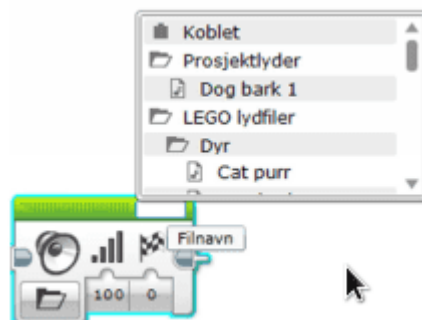 Koblet
Prosjektlyder
Dog bark 1
LEGO lydfiler
Dyr
Cat purr
Filnavn
100 0